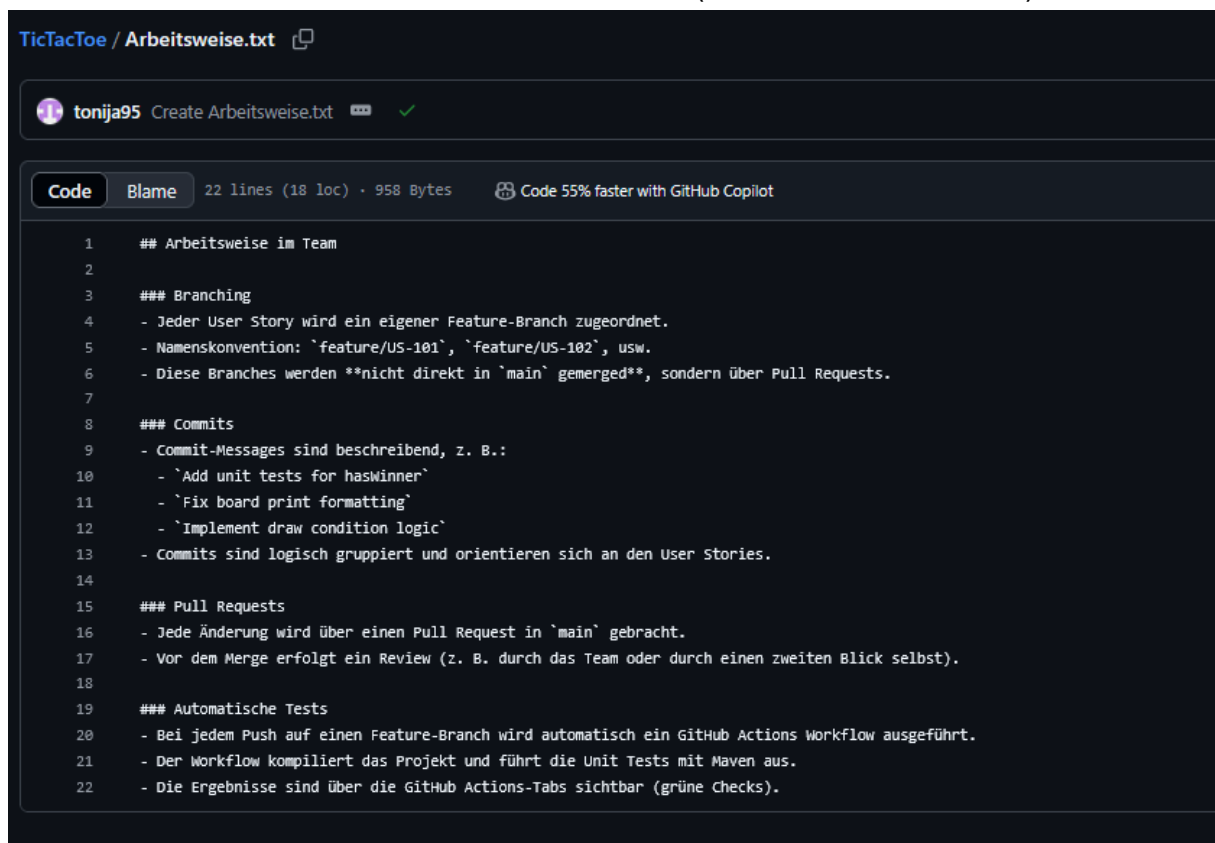 TicTacToe / Arbeitsweise.txt
tonija95 Create Arbeitsweise.txt
Code Blame 22 lines (18 loc) · 958 Bytes Code 55% faster with GitHub Copilot
1 ## Arbeitsweise im Team
2
3 ### Branching
4 - Jeder User Story wird ein eigener Feature-Branch zugeordnet.
5 - Namenskonvention: `feature/US-101`, `feature/US-102`, usw.
6 - Diese Branches werden **nicht direkt in `main` gemerged**, sondern über Pull Requests.
7
8 ### Commits
9 - Commit-Messages sind beschreibend, z. B.:
10 - `Add unit tests for hasWinner`
11 - `Fix board print formatting`
12 - `Implement draw condition logic`
13 - Commits sind logisch gruppiert und orientieren sich an den User Stories.
14
15 ### Pull Requests
16 - Jede Änderung wird über einen Pull Request in `main` gebracht.
17 - Vor dem Merge erfolgt ein Review (z. B. durch das Team oder durch einen zweiten Blick selbst).
18
19 ### Automatische Tests
20 - Bei jedem Push auf einen Feature-Branch wird automatisch ein GitHub Actions Workflow ausgeführt.
21 - Der Workflow kompiliert das Projekt und führt die Unit Tests mit Maven aus.
22 - Die Ergebnisse sind über die GitHub Actions-Tabs sichtbar (grüne Checks).